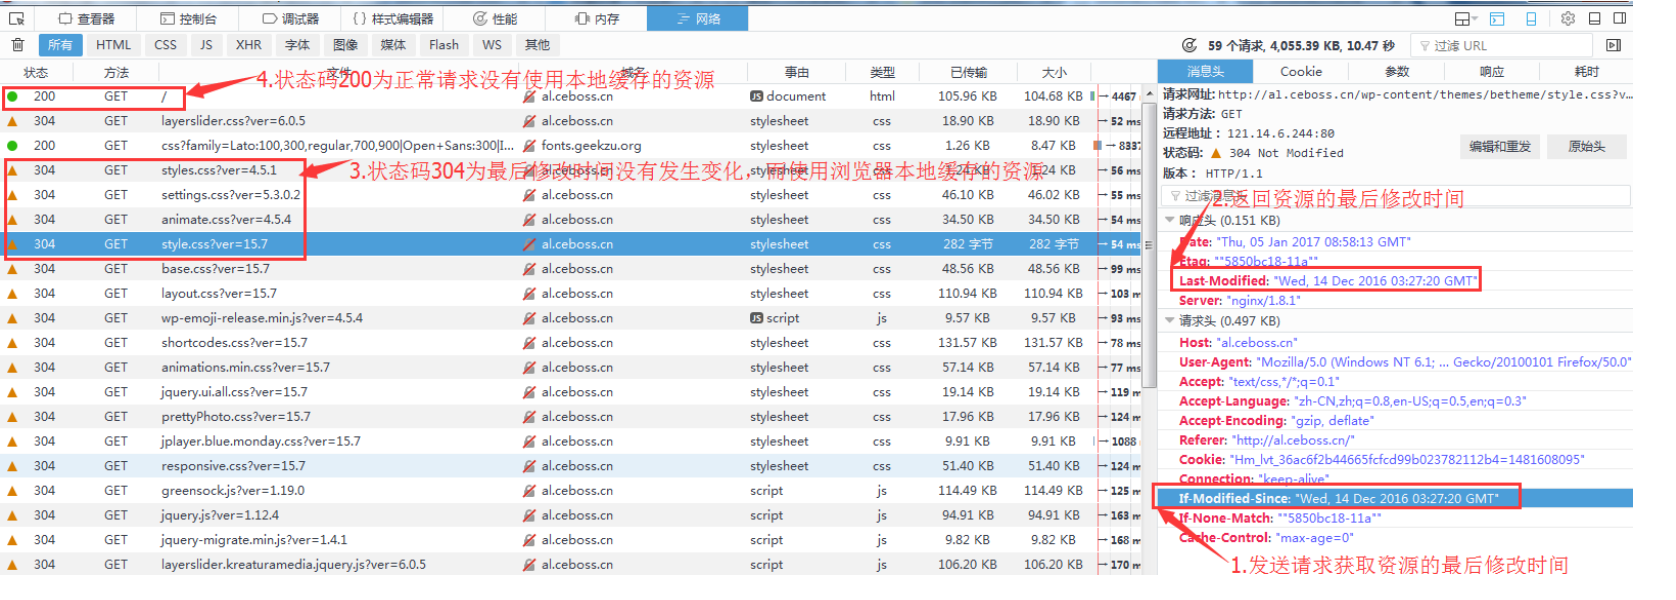 查看器 控制台 调试器 {} 样式编辑器 性能 内存 网络
所有 HTML CSS JS XHR 字体 图像 媒体 Flash WS 其他 59 个请求, 4,055.39 KB, 10.47 秒 过滤 URL
状态 方法 文件 域名 事由 类型 已传输 大小 消息头 Cookie 参数 响应 耗时
4.状态码200为正常请求没有使用本地缓存的资源
200 GET / al.ceboss.cn JS document html 105.96 KB 104.68 KB → 4467
304 GET layerslider.css?ver=6.0.5 al.ceboss.cn stylesheet css 18.90 KB 18.90 KB → 52 ms
200 GET css?family=Lato:100,300,regular,700,900|Open+Sans:300|I... fonts.geekzu.org stylesheet css 1.26 KB 8.47 KB → 8337
3.状态码304为最后修改时间没有发生变化，而使用浏览器本地缓存的资源
304 GET styles.css?ver=4.5.1 al.ceboss.cn stylesheet css 1.24 KB 1.24 KB → 56 ms
304 GET settings.css?ver=5.3.0.2 al.ceboss.cn stylesheet css 46.10 KB 46.02 KB → 55 ms
304 GET animate.css?ver=4.5.4 al.ceboss.cn stylesheet css 34.50 KB 34.50 KB → 54 ms
304 GET style.css?ver=15.7 al.ceboss.cn stylesheet css 282 字节 282 字节 → 54 ms
304 GET base.css?ver=15.7 al.ceboss.cn stylesheet css 48.56 KB 48.56 KB → 99 ms
304 GET layout.css?ver=15.7 al.ceboss.cn stylesheet css 110.94 KB 110.94 KB → 103 m
304 GET wp-emoji-release.min.js?ver=4.5.4 al.ceboss.cn JS script js 9.57 KB 9.57 KB → 93 ms
304 GET shortcodes.css?ver=15.7 al.ceboss.cn stylesheet css 131.57 KB 131.57 KB → 78 ms
304 GET animations.min.css?ver=15.7 al.ceboss.cn stylesheet css 57.14 KB 57.14 KB → 77 ms
304 GET jquery.ui.all.css?ver=15.7 al.ceboss.cn stylesheet css 19.14 KB 19.14 KB → 119 m
304 GET prettyPhoto.css?ver=15.7 al.ceboss.cn stylesheet css 17.96 KB 17.96 KB → 124 m
304 GET jplayer.blue.monday.css?ver=15.7 al.ceboss.cn stylesheet css 9.91 KB 9.91 KB → 1088
304 GET responsive.css?ver=15.7 al.ceboss.cn stylesheet css 51.40 KB 51.40 KB → 124 m
304 GET greensock.js?ver=1.19.0 al.ceboss.cn script js 114.49 KB 114.49 KB → 125 m
304 GET jquery.js?ver=1.12.4 al.ceboss.cn script js 94.91 KB 94.91 KB → 163 m
304 GET jquery-migrate.min.js?ver=1.4.1 al.ceboss.cn script js 9.82 KB 9.82 KB → 168 m
304 GET layerslider.kreaturamedia.jquery.js?ver=6.0.5 al.ceboss.cn script js 106.20 KB 106.20 KB → 170 m
请求网址: http://al.ceboss.cn/wp-content/themes/betheme/style.css?v...
请求方法: GET
远程地址： 121.14.6.244:80
状态码: 304 Not Modified 编辑和重发 原始头
版本： HTTP/1.1
过滤消息头
2.返回资源的最后修改时间
响应头 (0.151 KB)
Date: "Thu, 05 Jan 2017 08:58:13 GMT"
Etag: ""5850bc18-11a""
Last-Modified: "Wed, 14 Dec 2016 03:27:20 GMT"
Server: "nginx/1.8.1"
请求头 (0.497 KB)
Host: "al.ceboss.cn"
User-Agent: "Mozilla/5.0 (Windows NT 6.1; ... Gecko/20100101 Firefox/50.0"
Accept: "text/css,*/*;q=0.1"
Accept-Language: "zh-CN,zh;q=0.8,en-US;q=0.5,en;q=0.3"
Accept-Encoding: "gzip, deflate"
Referer: "http://al.ceboss.cn/"
Cookie: "Hm_lvt_36ac6f2b44665fcfcd99b023782112b4=1481608095"
Connection: "keep-alive"
If-Modified-Since: "Wed, 14 Dec 2016 03:27:20 GMT"
If-None-Match: ""5850bc18-11a""
Cache-Control: "max-age=0"
1.发送请求获取资源的最后修改时间